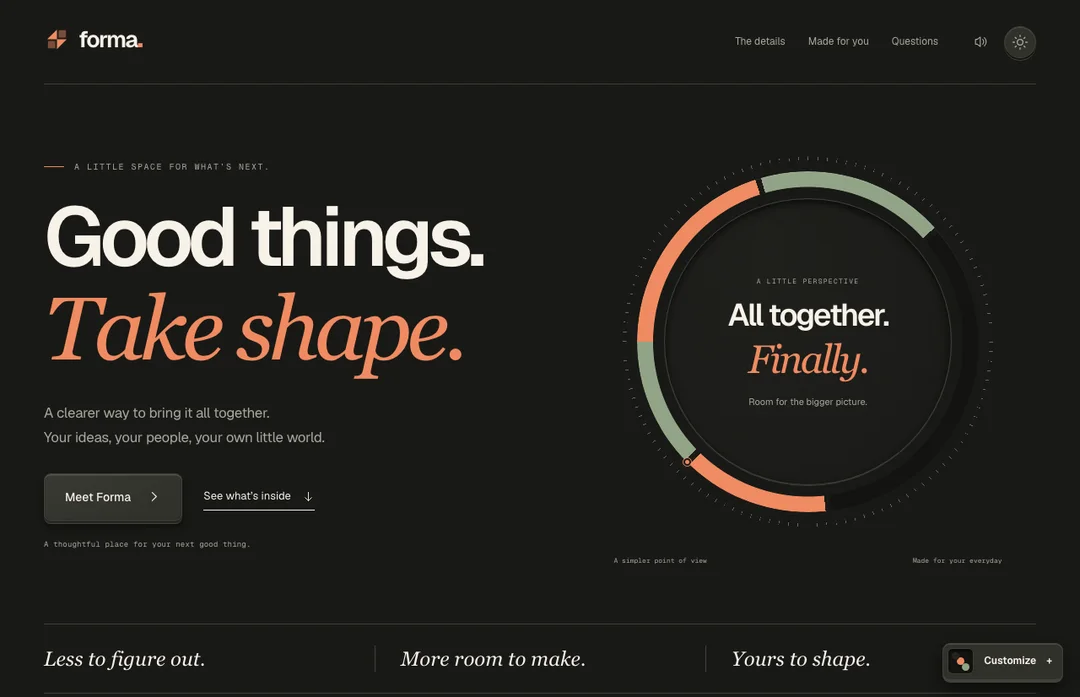 forma.
The details
Made for you
Questions
A LITTLE SPACE FOR WHAT'S NEXT.
Good things.
Take shape.
A clearer way to bring it all together.
Your ideas, your people, your own little world.
Meet Forma
See what's inside
A thoughtful place for your next good thing.
A LITTLE PERSPECTIVE
All together.
Finally.
Room for the bigger picture.
A simpler point of view
Made for your everyday
Less to figure out.
More room to make.
Yours to shape.
Customize +